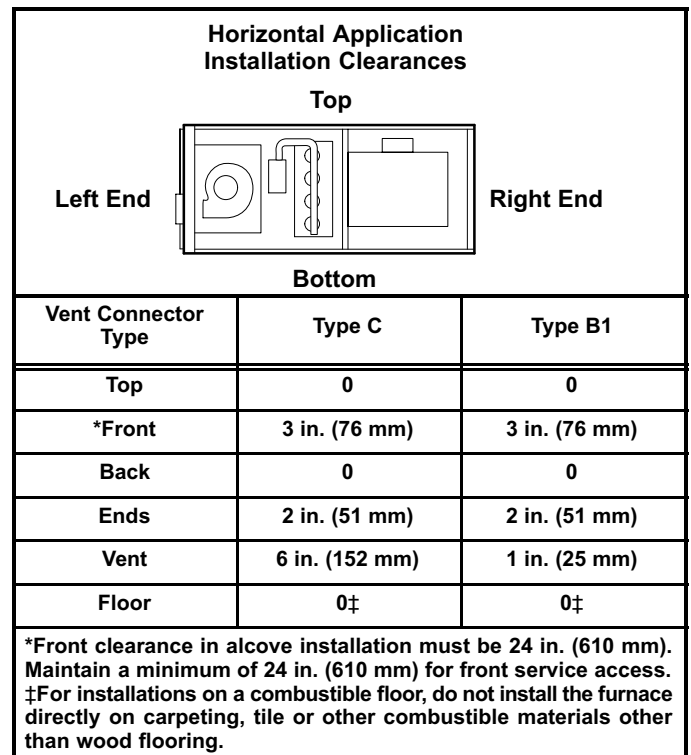 Horizontal Application
Installation Clearances
Top
Left End
Right End
Bottom
Vent Connector
Type
Type C
Type B1
Top
0
0
*Front
3 in. (76 mm)
3 in. (76 mm)
Back
0
0
Ends
2 in. (51 mm)
2 in. (51 mm)
Vent
6 in. (152 mm)
1 in. (25 mm)
Floor
0‡
0‡
*Front clearance in alcove installation must be 24 in. (610 mm).
Maintain a minimum of 24 in. (610 mm) for front service access.
‡For installations on a combustible floor, do not install the furnace
directly on carpeting, tile or other combustible materials other
than wood flooring.